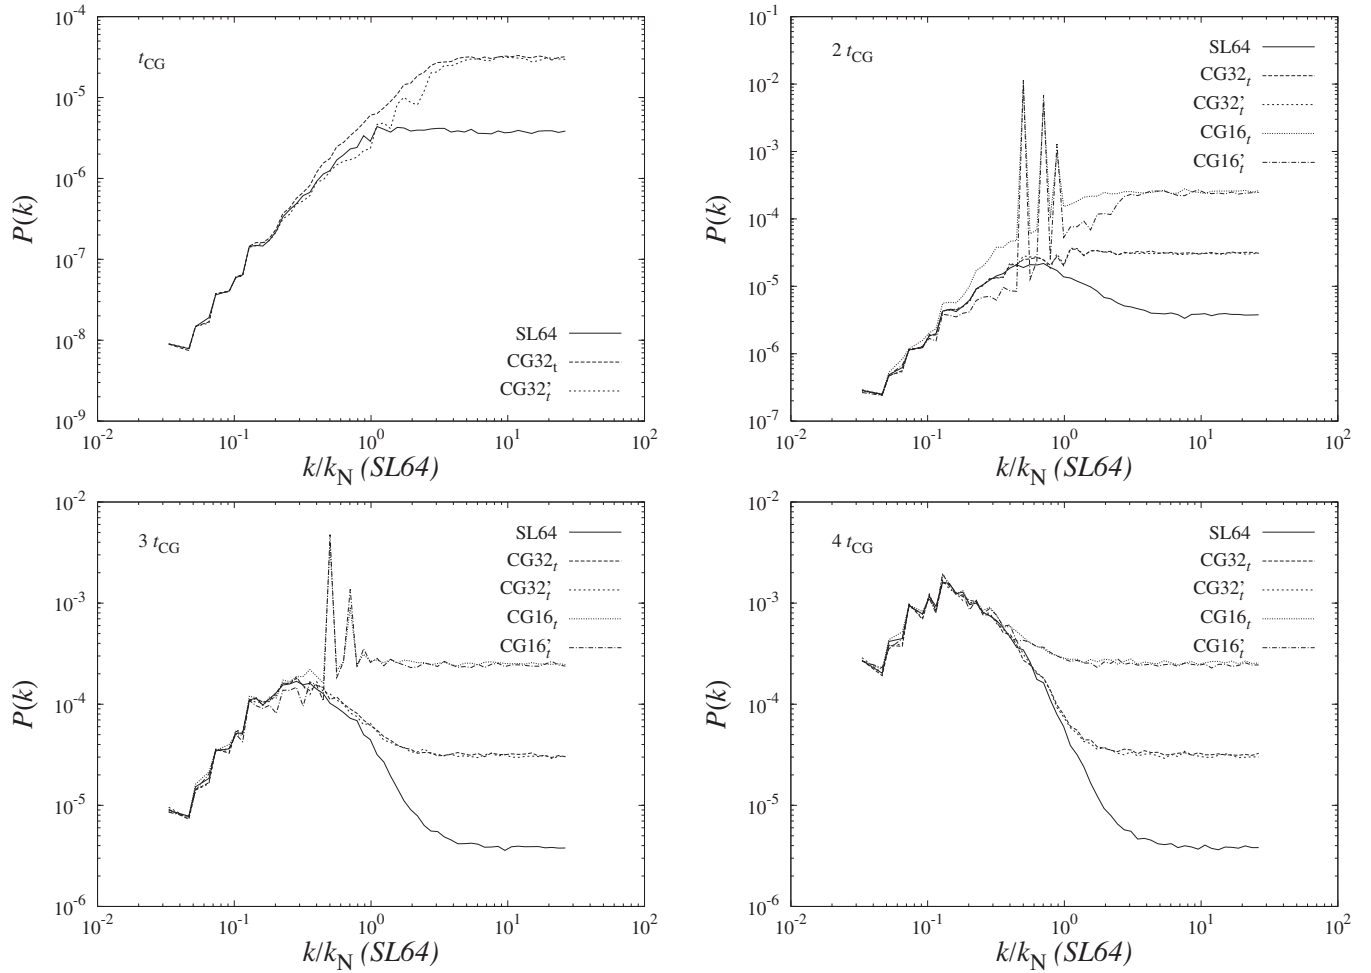 t_CG
P(k)
10^-4
10^-5
10^-6
10^-7
10^-8
10^-9
SL64
CG32_t
CG32'_t
10^-2 10^-1 10^0 10^1 10^2
k/k_N (SL64)
2 t_CG
P(k)
10^-1
10^-2
10^-3
10^-4
10^-5
10^-6
10^-7
SL64
CG32_t
CG32'_t
CG16_t
CG16'_t
10^-2 10^-1 10^0 10^1 10^2
k/k_N (SL64)
3 t_CG
P(k)
10^-2
10^-3
10^-4
10^-5
10^-6
SL64
CG32_t
CG32'_t
CG16_t
CG16'_t
10^-2 10^-1 10^0 10^1 10^2
k/k_N (SL64)
4 t_CG
P(k)
10^-2
10^-3
10^-4
10^-5
10^-6
SL64
CG32_t
CG32'_t
CG16_t
CG16'_t
10^-2 10^-1 10^0 10^1 10^2
k/k_N (SL64)